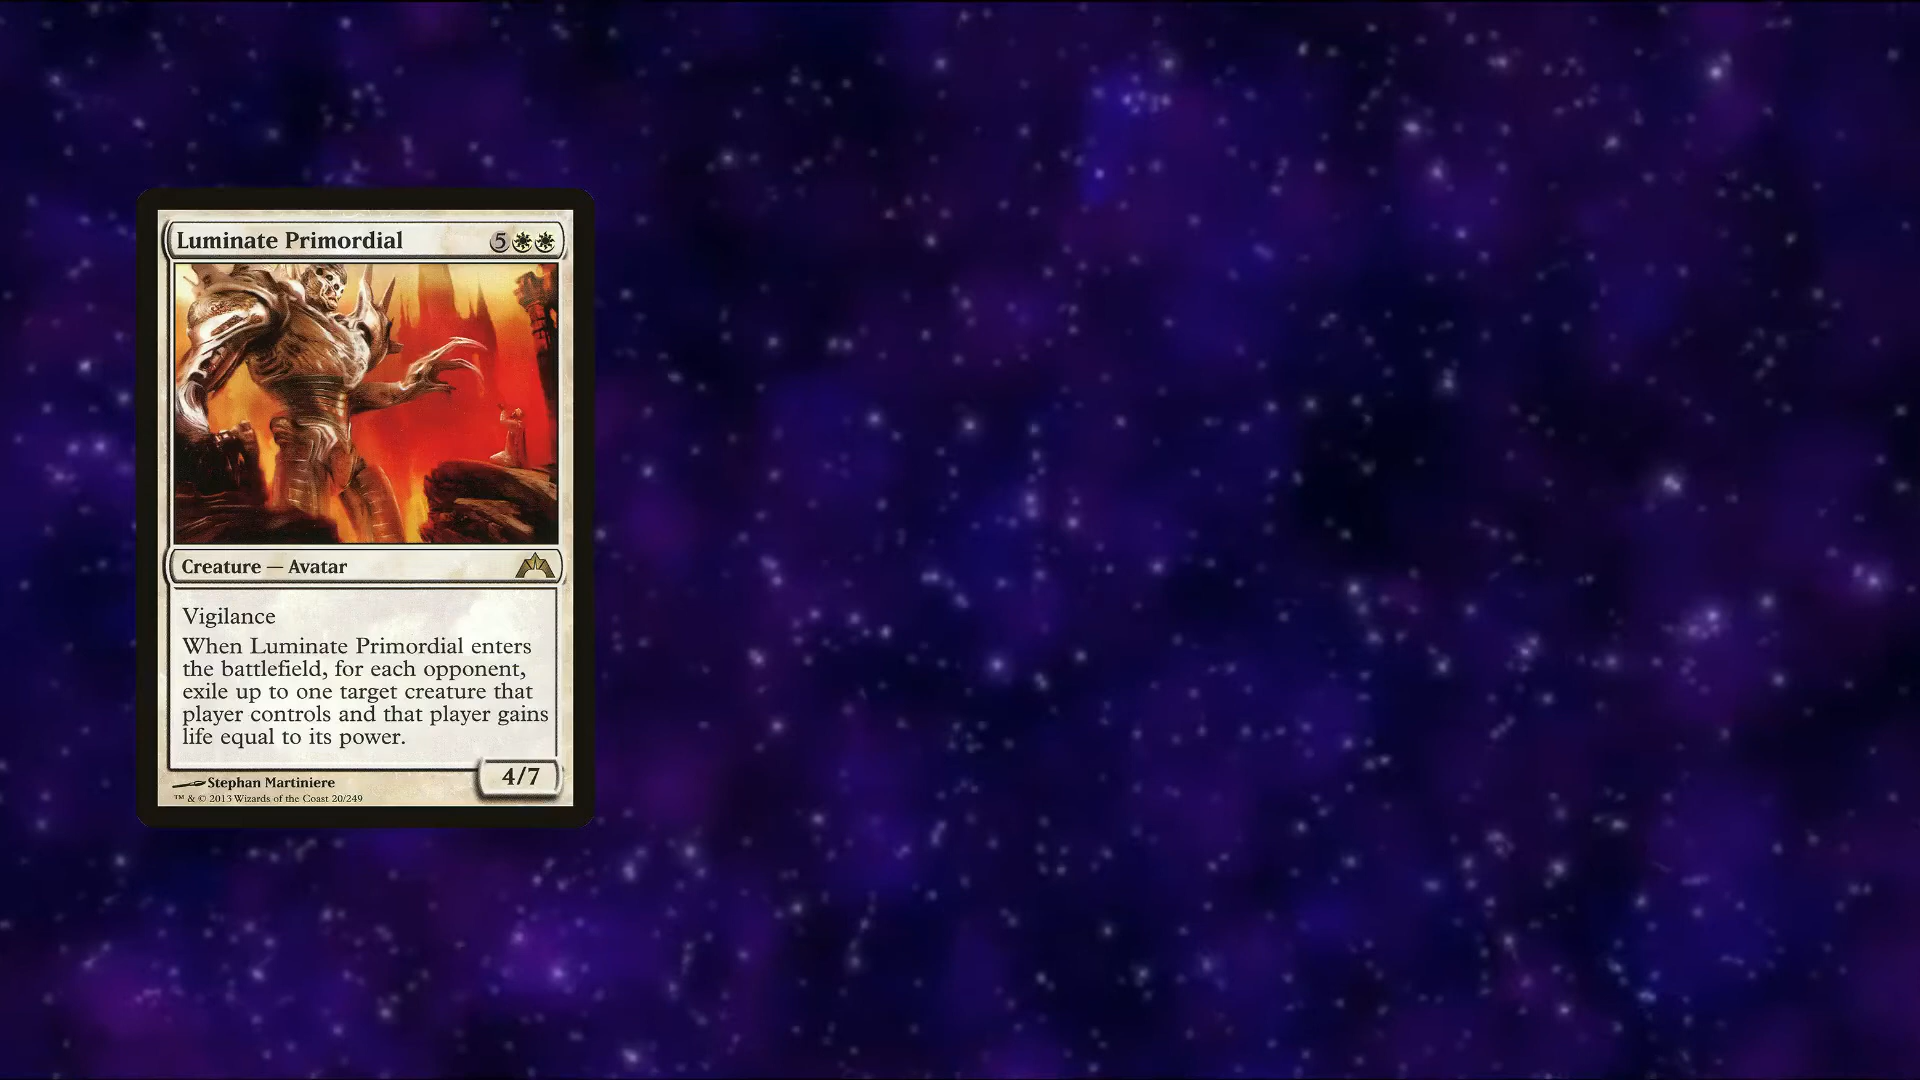 Luminate Primordial 5
Creature — Avatar
Vigilance
When Luminate Primordial enters
the battlefield, for each opponent,
exile up to one target creature that
player controls and that player gains
life equal to its power.
4/7
Stephan Martiniere
™ & © 2013 Wizards of the Coast 20/249